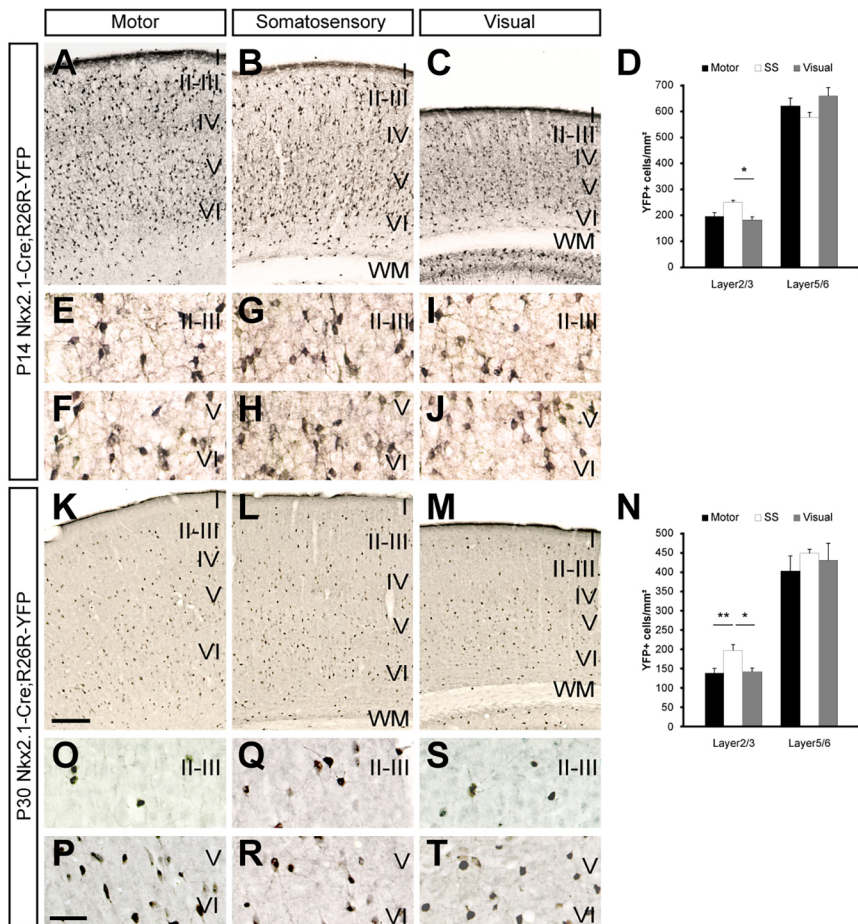 Motor
Somatosensory
Visual
P14 Nkx2.1-Cre;R26R-YFP
A
I
II-III
IV
V
VI
B
I
II-III
IV
V
VI
WM
C
I
II-III
IV
V
VI
WM
D
Motor SS Visual
YFP+ cells/mm²
700
600
500
400
300
200
100
0
*
Layer2/3 Layer5/6
E
II-III
G
II-III
I
II-III
F
V
VI
H
V
VI
J
V
VI
P30 Nkx2.1-Cre;R26R-YFP
K
I
II-III
IV
V
VI
L
I
II-III
IV
V
VI
WM
M
I
II-III
IV
V
VI
WM
N
Motor SS Visual
YFP+ cells/mm²
500
450
400
350
300
250
200
150
100
50
0
** *
Layer2/3 Layer5/6
O
II-III
Q
II-III
S
II-III
P
V
VI
R
V
VI
T
V
VI